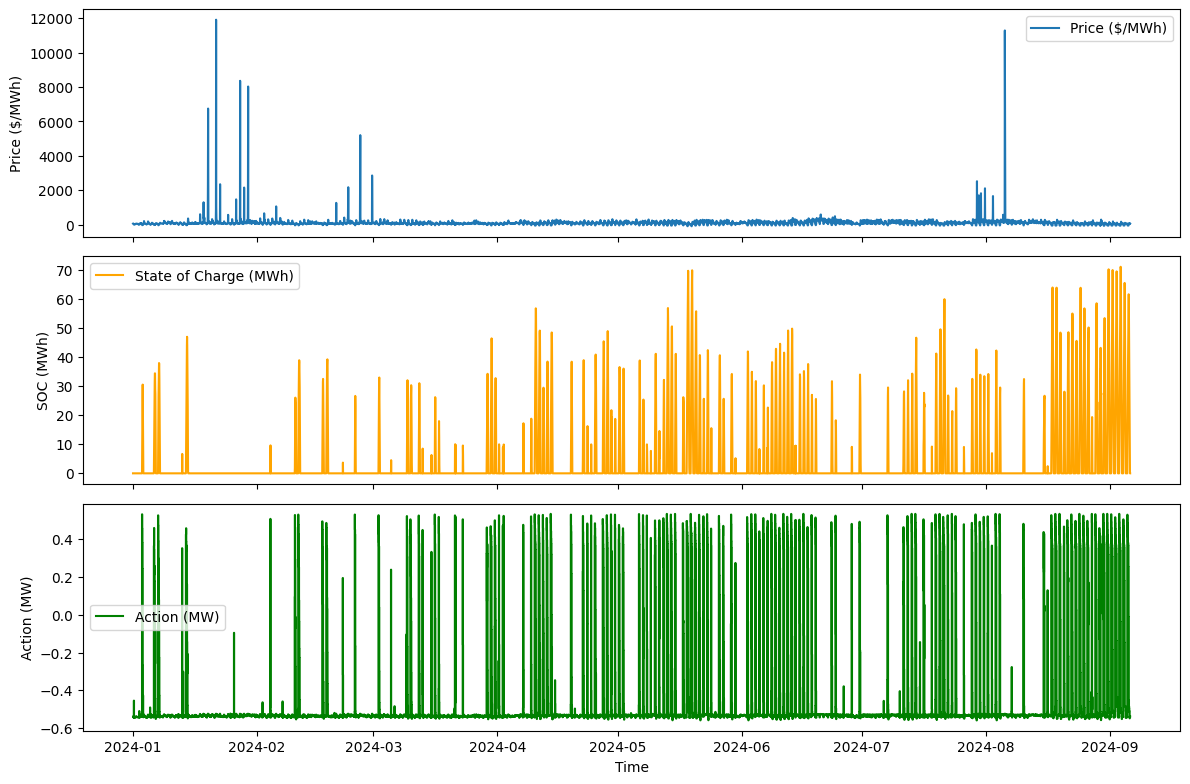 12000
10000
8000
6000
4000
2000
0
Price ($/MWh)
Price ($/MWh)
70
60
50
40
30
20
10
0
SOC (MWh)
State of Charge (MWh)
0.4
0.2
0.0
−0.2
−0.4
−0.6
Action (MW)
Action (MW)
2024-01 2024-02 2024-03 2024-04 2024-05 2024-06 2024-07 2024-08 2024-09
Time